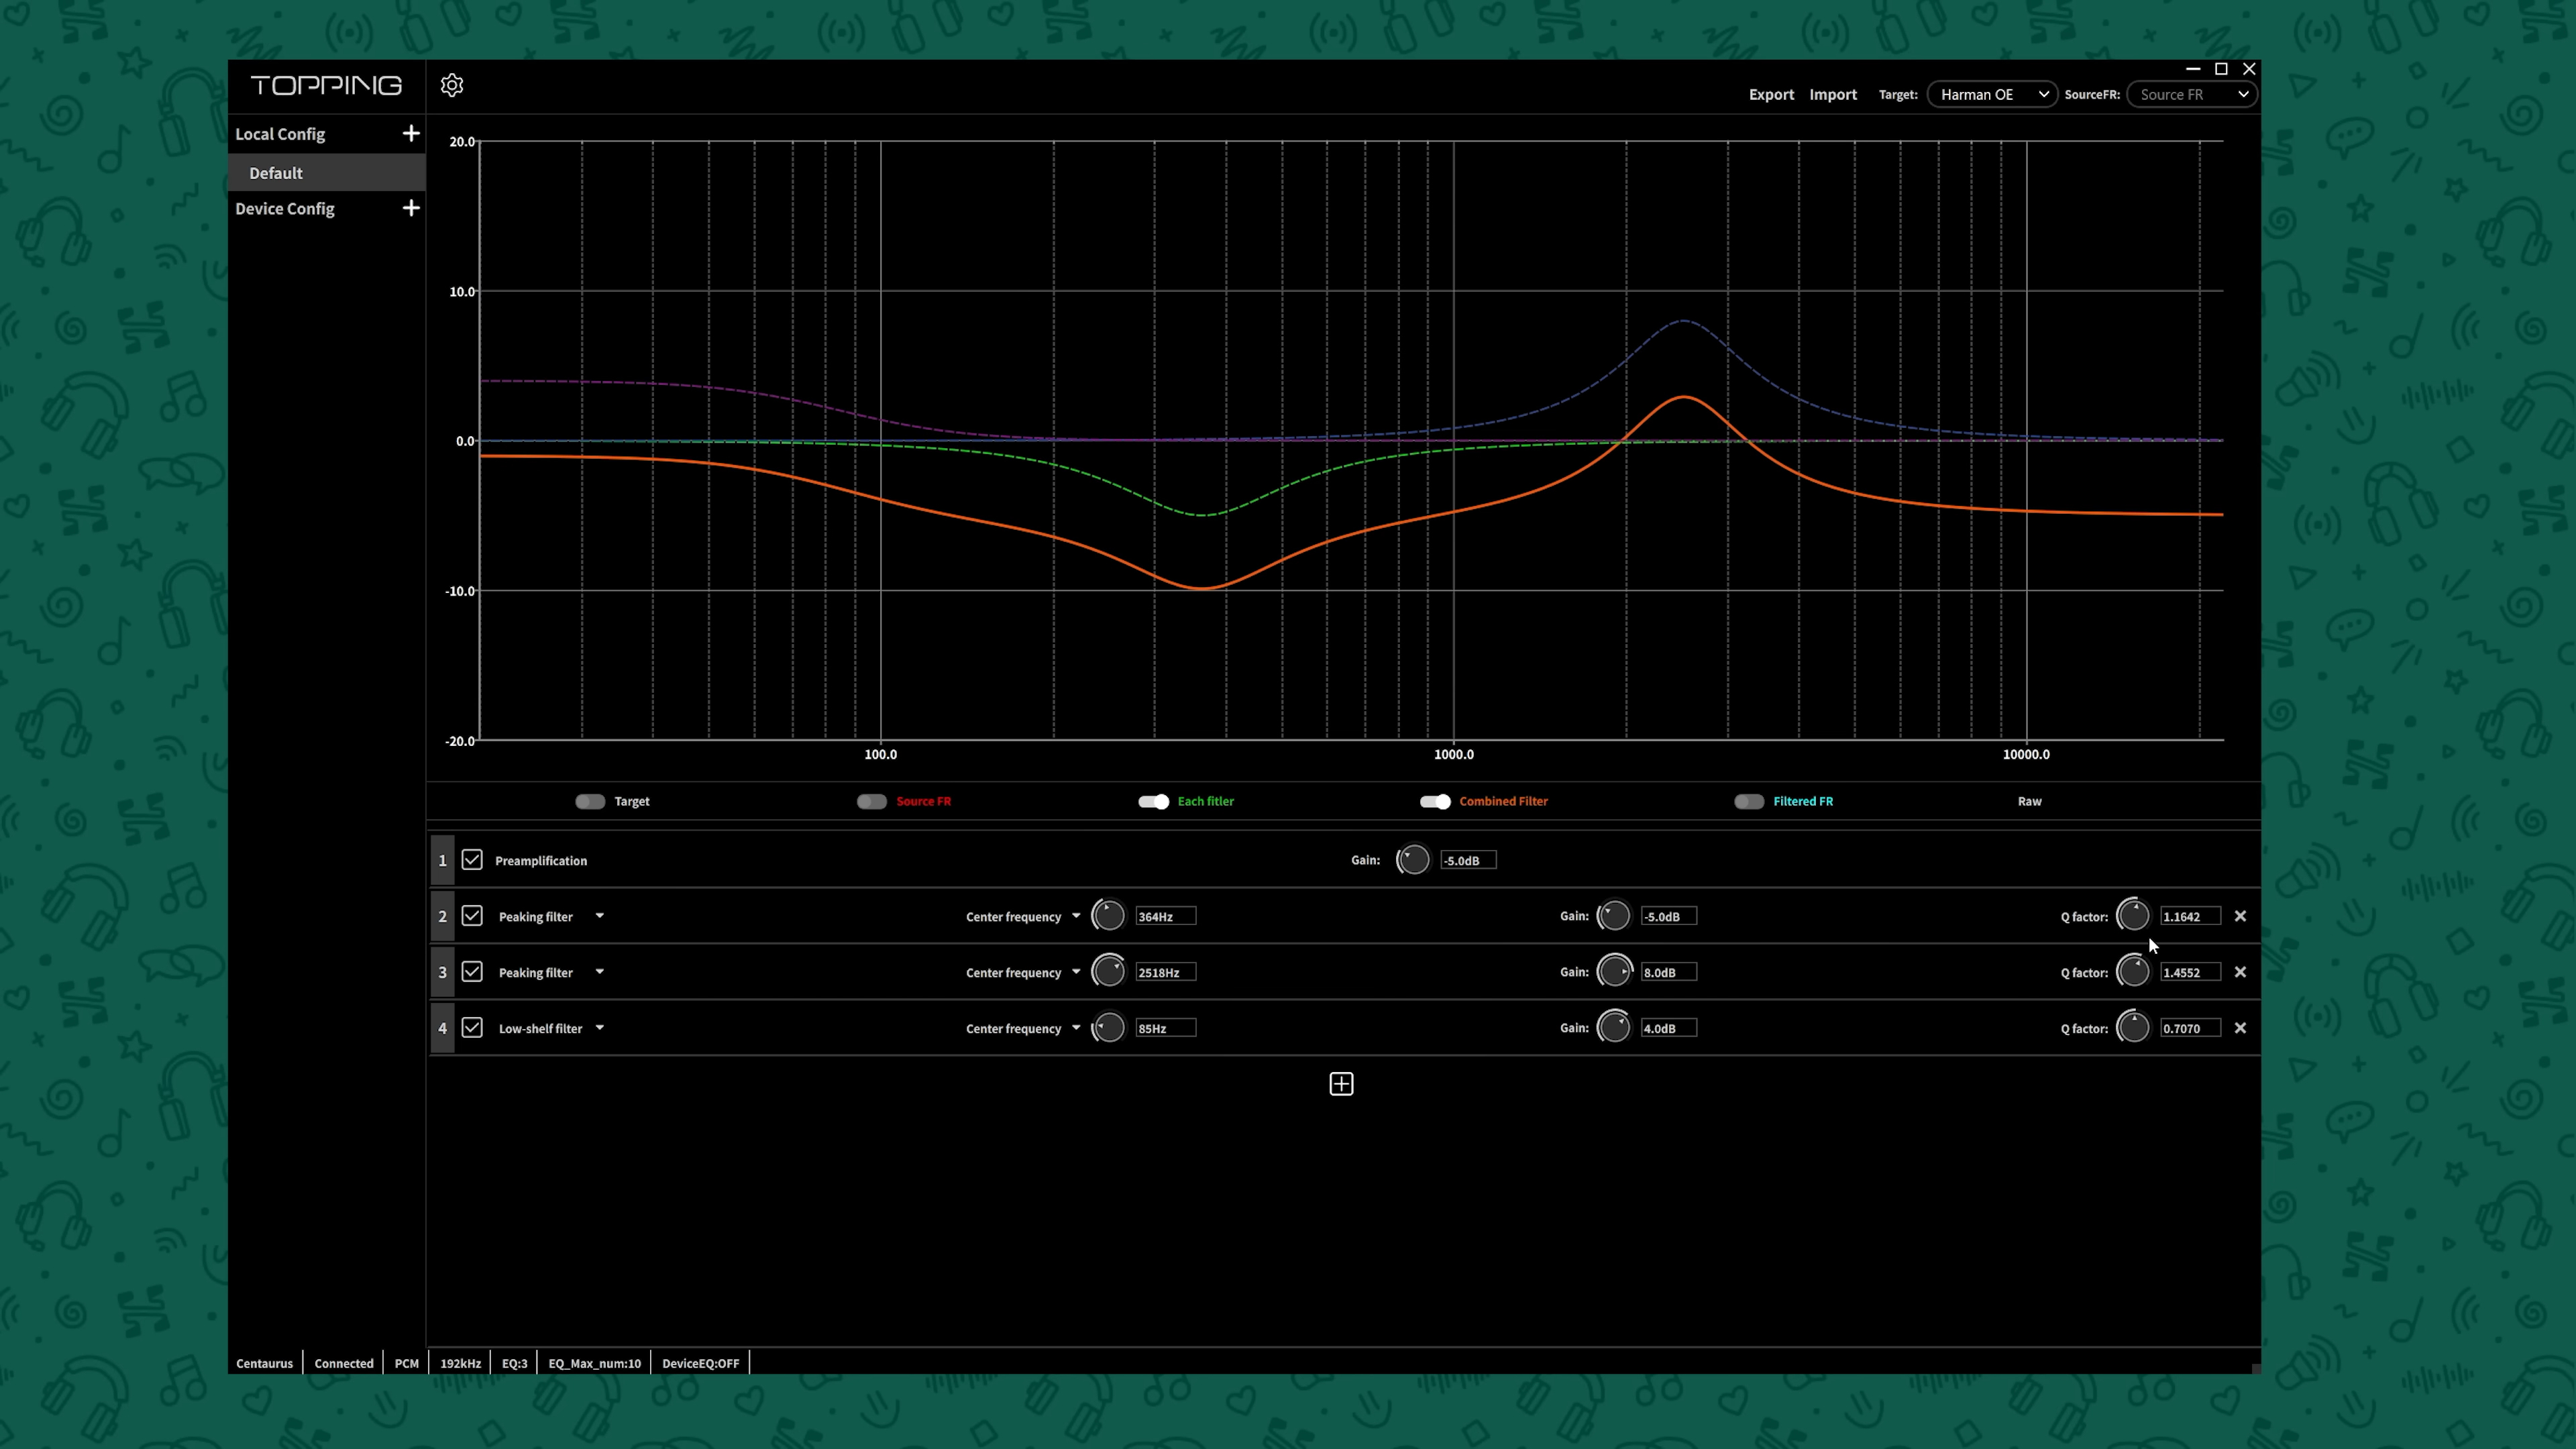 TOPPING
Export Import Target: Harman OE SourceFR: Source FR
Local Config
Default
Device Config
20.0
10.0
0.0
-10.0
-20.0
100.0 1000.0 10000.0
Target Source FR Each fitler Combined Filter Filtered FR Raw
1 Preamplification Gain: -5.0dB
2 Peaking filter Center frequency 364Hz Gain: -5.0dB Q factor: 1.1642
3 Peaking filter Center frequency 2518Hz Gain: 8.0dB Q factor: 1.4552
4 Low-shelf filter Center frequency 85Hz Gain: 4.0dB Q factor: 0.7070
Centaurus Connected PCM 192kHz EQ:3 EQ_Max_num:10 DeviceEQ:OFF